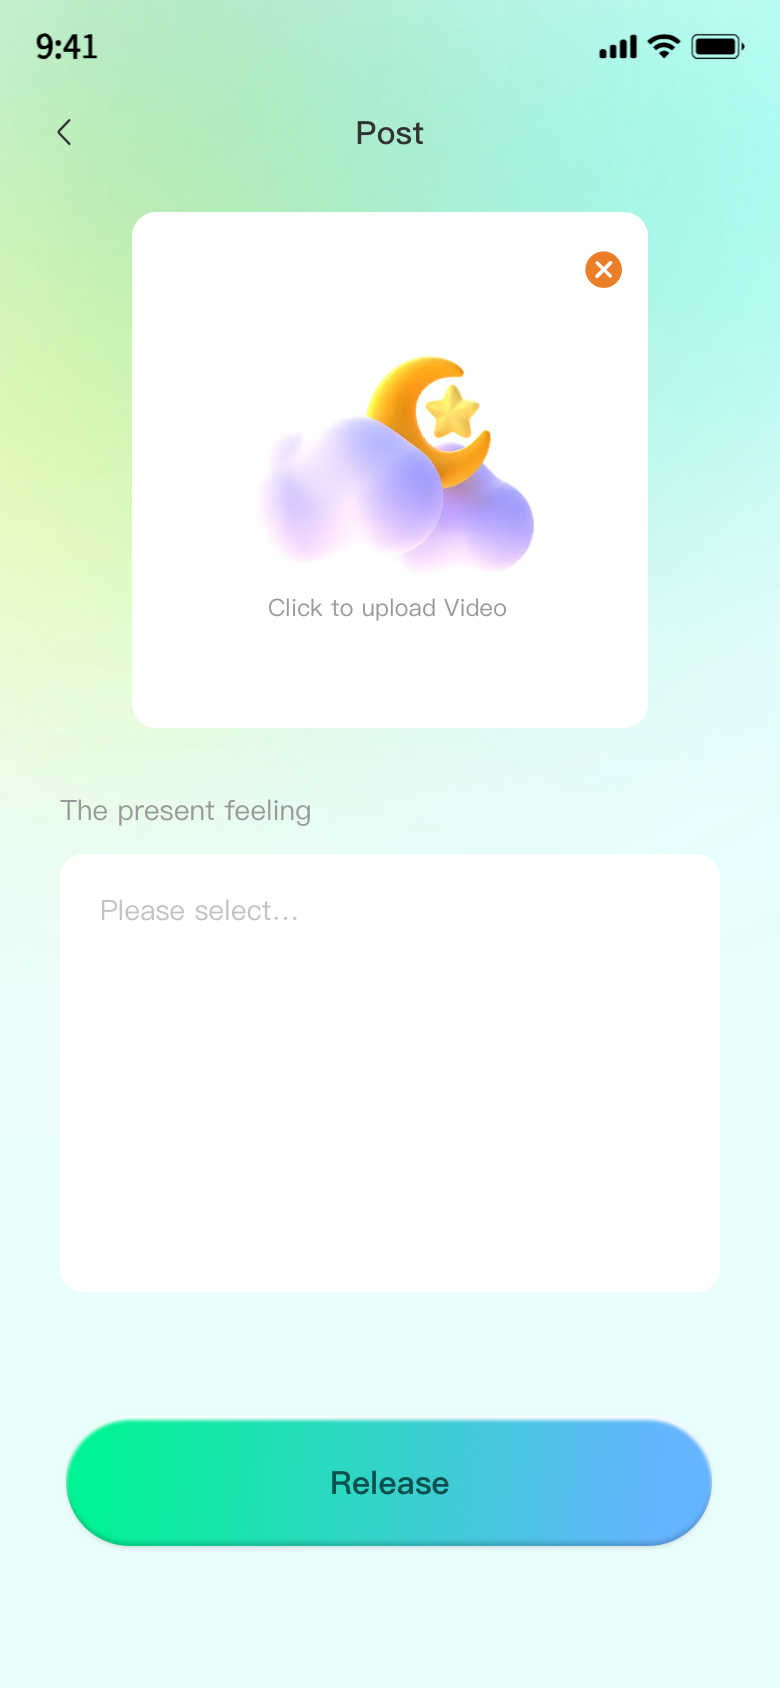 9:41
Post
Click to upload Video
The present feeling
Please select...
Release